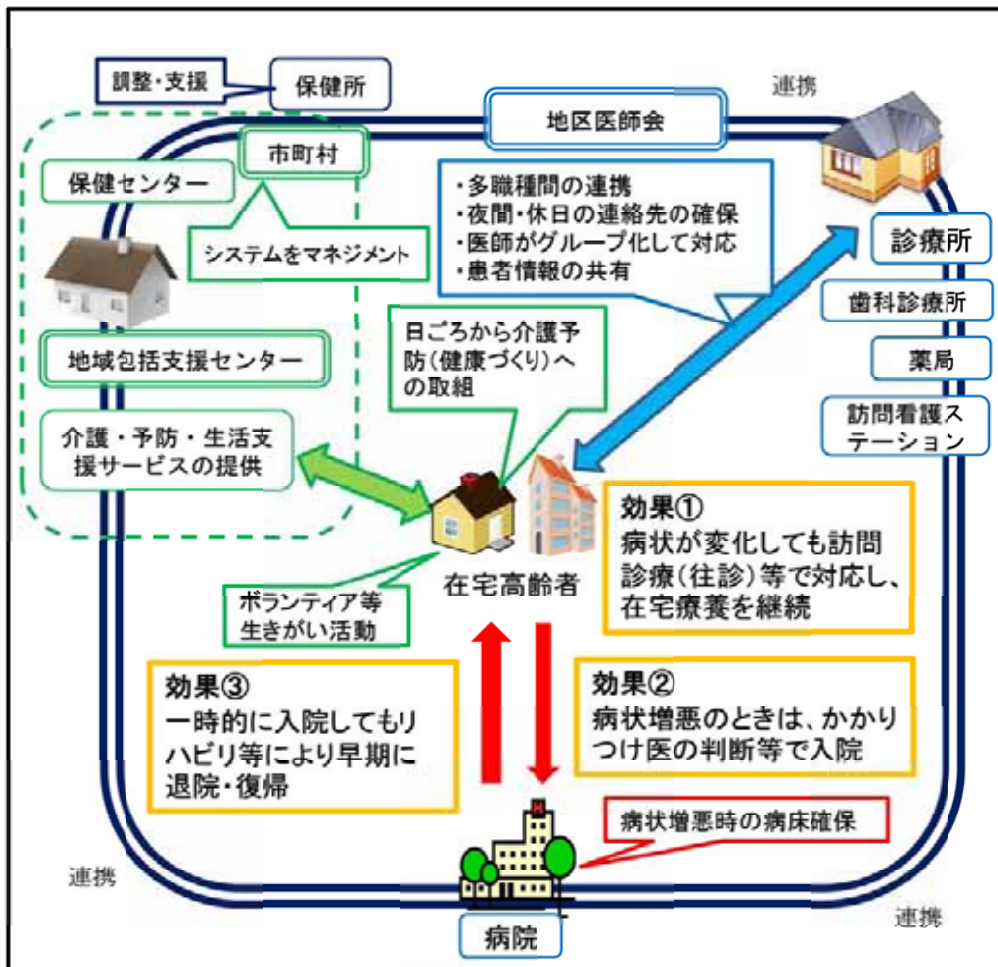 調整・支援
保健所
連携
地区医師会
市町村
保健センター
システムをマネジメント
・多職種間の連携
・夜間・休日の連絡先の確保
・医師がグループ化して対応
・患者情報の共有
診療所
歯科診療所
薬局
訪問看護ス
テーション
地域包括支援センター
日ごろから介護予
防(健康づくり)へ
の取組
介護・予防・生活支
援サービスの提供
在宅高齢者
ボランティア等
生きがい活動
効果①
病状が変化しても訪問
診療(往診)等で対応し、
在宅療養を継続
効果③
一時的に入院してもリ
ハビリ等により早期に
退院・復帰
効果②
病状増悪のときは、かかり
つけ医の判断等で入院
H
病状増悪時の病床確保
連携
連携
病院